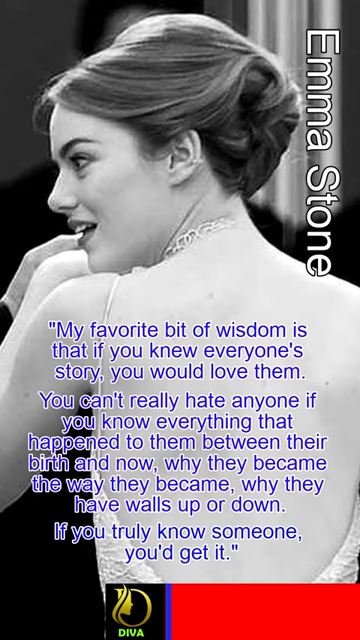 Emma Stone
"My favorite bit of wisdom is
that if you knew everyone's
story, you would love them.
You can't really hate anyone if
you know everything that
happened to them between their
birth and now, why they became
the way they became, why they
have walls up or down.
If you truly know someone,
you'd get it."
DIVA